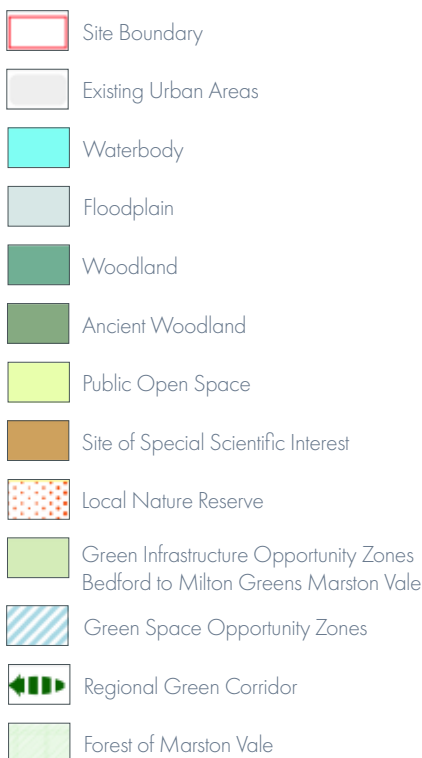 Site Boundary
Existing Urban Areas
Waterbody
Floodplain
Woodland
Ancient Woodland
Public Open Space
Site of Special Scientific Interest
Local Nature Reserve
Green Infrastructure Opportunity Zones
Bedford to Milton Greens Marston Vale
Green Space Opportunity Zones
Regional Green Corridor
Forest of Marston Vale